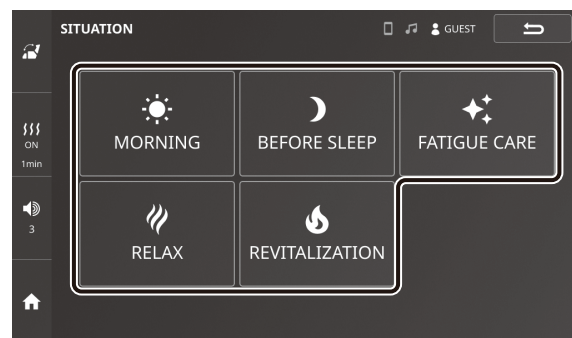 SITUATION
GUEST
ON
1min
3
MORNING
BEFORE SLEEP
FATIGUE CARE
RELAX
REVITALIZATION